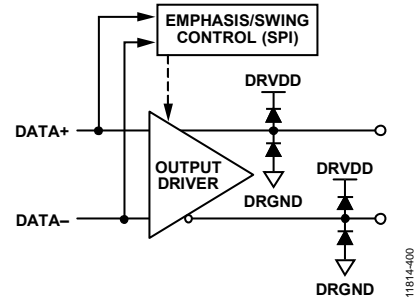 EMPHASIS/SWING
CONTROL (SPI)
DRVDD
DATA+
DRVDD
OUTPUT
DRIVER
DRGND
DATA–
DRGND
11814-400